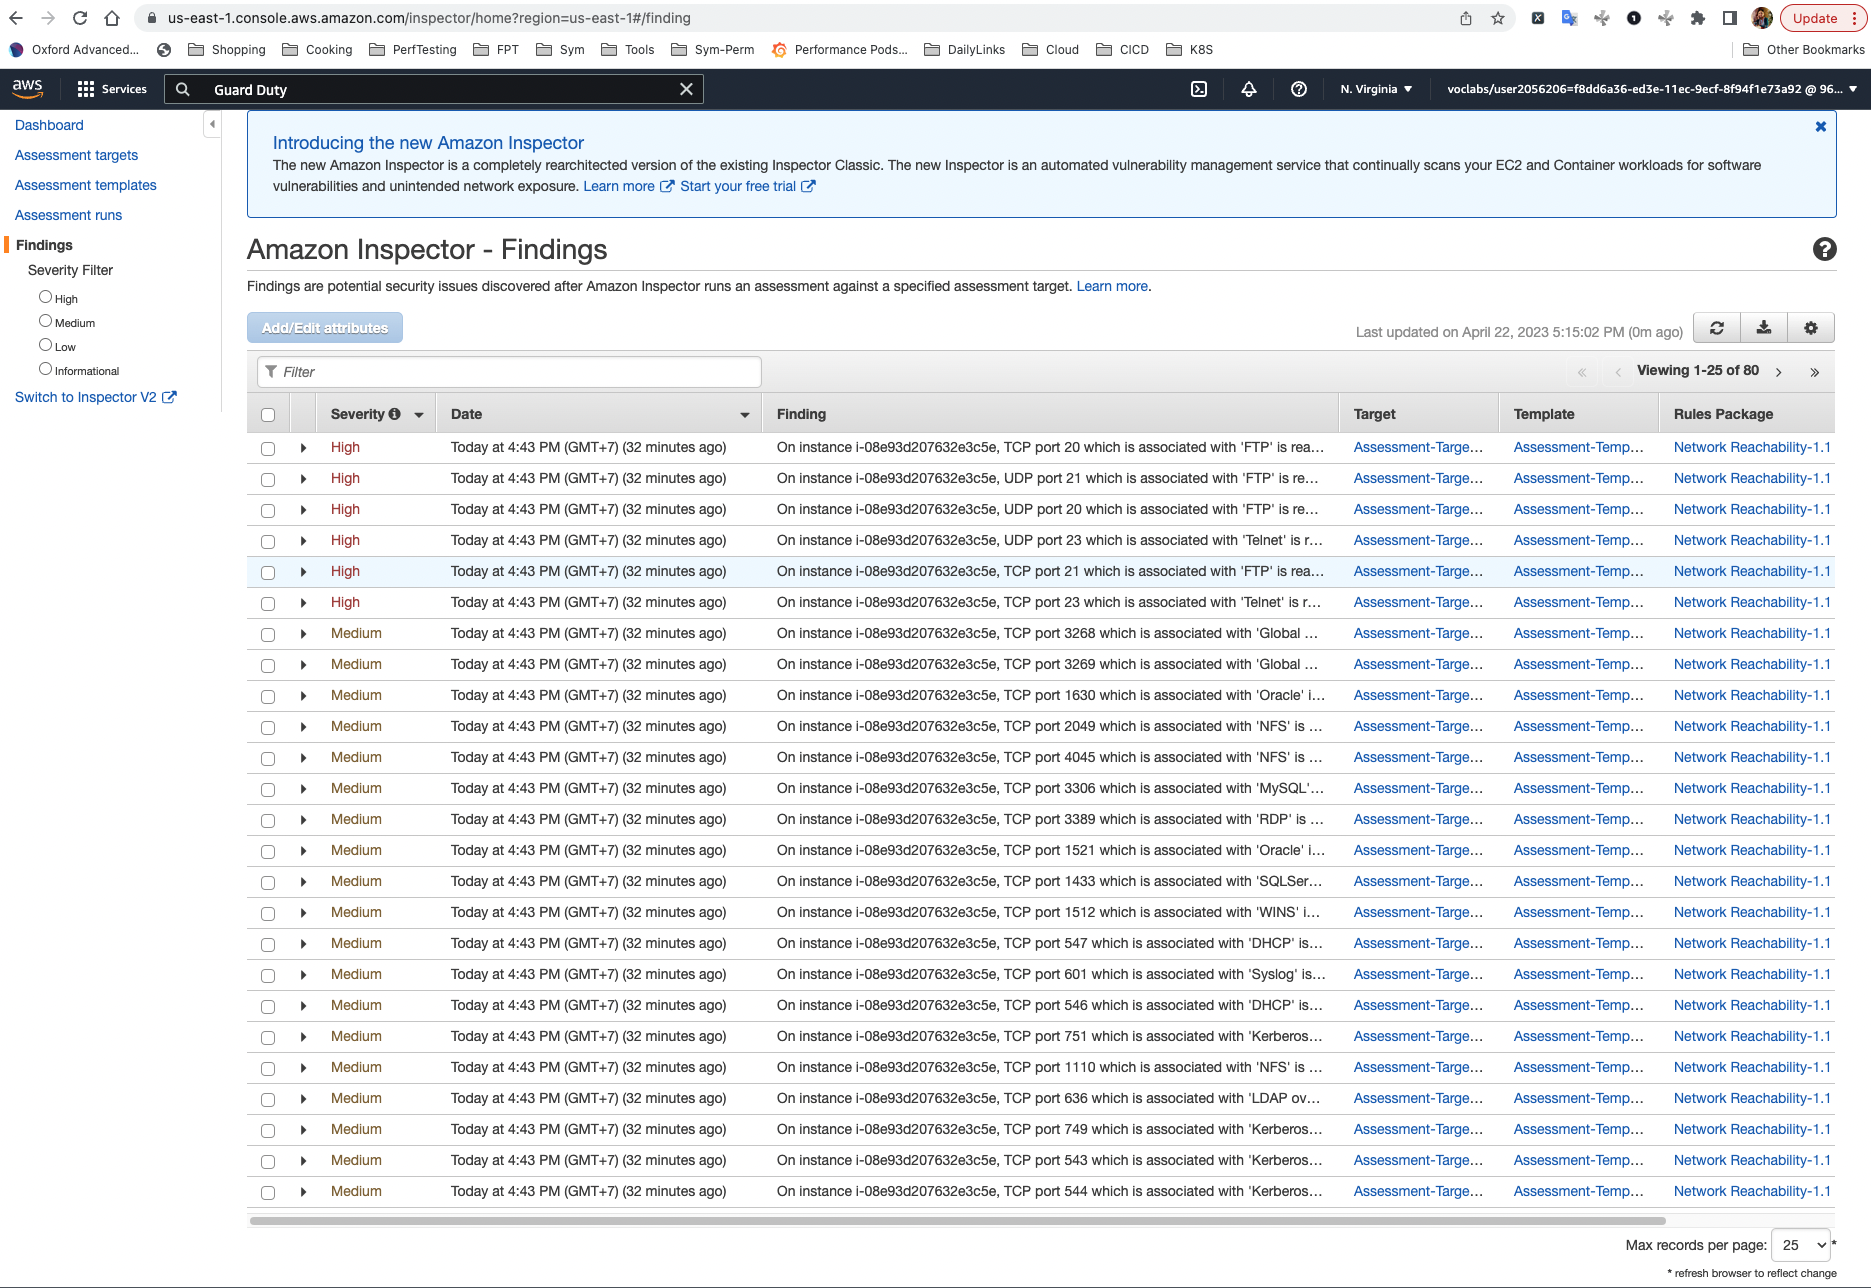 us-east-1.console.aws.amazon.com/inspector/home?region=us-east-1#/finding
Update
Oxford Advanced... Shopping Cooking PerfTesting FPT Sym Tools Sym-Perm Performance Pods... DailyLinks Cloud CICD K8S Other Bookmarks
aws Services Guard Duty N. Virginia voclabs/user2056206=f8dd6a36-ed3e-11ec-9ecf-8f94f1e73a92 @ 96...
Dashboard
Assessment targets
Assessment templates
Assessment runs
Findings
Severity Filter
High
Medium
Low
Informational
Switch to Inspector V2
Introducing the new Amazon Inspector
The new Amazon Inspector is a completely rearchitected version of the existing Inspector Classic. The new Inspector is an automated vulnerability management service that continually scans your EC2 and Container workloads for software
vulnerabilities and unintended network exposure. Learn more Start your free trial
Amazon Inspector - Findings
Findings are potential security issues discovered after Amazon Inspector runs an assessment against a specified assessment target. Learn more.
Add/Edit attributes
Last updated on April 22, 2023 5:15:02 PM (0m ago)
Filter
Viewing 1-25 of 80
Severity Date Finding Target Template Rules Package
High Today at 4:43 PM (GMT+7) (32 minutes ago) On instance i-08e93d207632e3c5e, TCP port 20 which is associated with 'FTP' is rea... Assessment-Targe... Assessment-Temp... Network Reachability-1.1
High Today at 4:43 PM (GMT+7) (32 minutes ago) On instance i-08e93d207632e3c5e, UDP port 21 which is associated with 'FTP' is re... Assessment-Targe... Assessment-Temp... Network Reachability-1.1
High Today at 4:43 PM (GMT+7) (32 minutes ago) On instance i-08e93d207632e3c5e, UDP port 20 which is associated with 'FTP' is re... Assessment-Targe... Assessment-Temp... Network Reachability-1.1
High Today at 4:43 PM (GMT+7) (32 minutes ago) On instance i-08e93d207632e3c5e, UDP port 23 which is associated with 'Telnet' is r... Assessment-Targe... Assessment-Temp... Network Reachability-1.1
High Today at 4:43 PM (GMT+7) (32 minutes ago) On instance i-08e93d207632e3c5e, TCP port 21 which is associated with 'FTP' is rea... Assessment-Targe... Assessment-Temp... Network Reachability-1.1
High Today at 4:43 PM (GMT+7) (32 minutes ago) On instance i-08e93d207632e3c5e, TCP port 23 which is associated with 'Telnet' is r... Assessment-Targe... Assessment-Temp... Network Reachability-1.1
Medium Today at 4:43 PM (GMT+7) (32 minutes ago) On instance i-08e93d207632e3c5e, TCP port 3268 which is associated with 'Global ... Assessment-Targe... Assessment-Temp... Network Reachability-1.1
Medium Today at 4:43 PM (GMT+7) (32 minutes ago) On instance i-08e93d207632e3c5e, TCP port 3269 which is associated with 'Global ... Assessment-Targe... Assessment-Temp... Network Reachability-1.1
Medium Today at 4:43 PM (GMT+7) (32 minutes ago) On instance i-08e93d207632e3c5e, TCP port 1630 which is associated with 'Oracle' i... Assessment-Targe... Assessment-Temp... Network Reachability-1.1
Medium Today at 4:43 PM (GMT+7) (32 minutes ago) On instance i-08e93d207632e3c5e, TCP port 2049 which is associated with 'NFS' is ... Assessment-Targe... Assessment-Temp... Network Reachability-1.1
Medium Today at 4:43 PM (GMT+7) (32 minutes ago) On instance i-08e93d207632e3c5e, TCP port 4045 which is associated with 'NFS' is ... Assessment-Targe... Assessment-Temp... Network Reachability-1.1
Medium Today at 4:43 PM (GMT+7) (32 minutes ago) On instance i-08e93d207632e3c5e, TCP port 3306 which is associated with 'MySQL'... Assessment-Targe... Assessment-Temp... Network Reachability-1.1
Medium Today at 4:43 PM (GMT+7) (32 minutes ago) On instance i-08e93d207632e3c5e, TCP port 3389 which is associated with 'RDP' is ... Assessment-Targe... Assessment-Temp... Network Reachability-1.1
Medium Today at 4:43 PM (GMT+7) (32 minutes ago) On instance i-08e93d207632e3c5e, TCP port 1521 which is associated with 'Oracle' i... Assessment-Targe... Assessment-Temp... Network Reachability-1.1
Medium Today at 4:43 PM (GMT+7) (32 minutes ago) On instance i-08e93d207632e3c5e, TCP port 1433 which is associated with 'SQLSer... Assessment-Targe... Assessment-Temp... Network Reachability-1.1
Medium Today at 4:43 PM (GMT+7) (32 minutes ago) On instance i-08e93d207632e3c5e, TCP port 1512 which is associated with 'WINS' i... Assessment-Targe... Assessment-Temp... Network Reachability-1.1
Medium Today at 4:43 PM (GMT+7) (32 minutes ago) On instance i-08e93d207632e3c5e, TCP port 547 which is associated with 'DHCP' is... Assessment-Targe... Assessment-Temp... Network Reachability-1.1
Medium Today at 4:43 PM (GMT+7) (32 minutes ago) On instance i-08e93d207632e3c5e, TCP port 601 which is associated with 'Syslog' is... Assessment-Targe... Assessment-Temp... Network Reachability-1.1
Medium Today at 4:43 PM (GMT+7) (32 minutes ago) On instance i-08e93d207632e3c5e, TCP port 546 which is associated with 'DHCP' is... Assessment-Targe... Assessment-Temp... Network Reachability-1.1
Medium Today at 4:43 PM (GMT+7) (32 minutes ago) On instance i-08e93d207632e3c5e, TCP port 751 which is associated with 'Kerberos... Assessment-Targe... Assessment-Temp... Network Reachability-1.1
Medium Today at 4:43 PM (GMT+7) (32 minutes ago) On instance i-08e93d207632e3c5e, TCP port 1110 which is associated with 'NFS' is ... Assessment-Targe... Assessment-Temp... Network Reachability-1.1
Medium Today at 4:43 PM (GMT+7) (32 minutes ago) On instance i-08e93d207632e3c5e, TCP port 636 which is associated with 'LDAP ov... Assessment-Targe... Assessment-Temp... Network Reachability-1.1
Medium Today at 4:43 PM (GMT+7) (32 minutes ago) On instance i-08e93d207632e3c5e, TCP port 749 which is associated with 'Kerberos... Assessment-Targe... Assessment-Temp... Network Reachability-1.1
Medium Today at 4:43 PM (GMT+7) (32 minutes ago) On instance i-08e93d207632e3c5e, TCP port 543 which is associated with 'Kerberos... Assessment-Targe... Assessment-Temp... Network Reachability-1.1
Medium Today at 4:43 PM (GMT+7) (32 minutes ago) On instance i-08e93d207632e3c5e, TCP port 544 which is associated with 'Kerberos... Assessment-Targe... Assessment-Temp... Network Reachability-1.1
Max records per page: 25 *
* refresh browser to reflect change